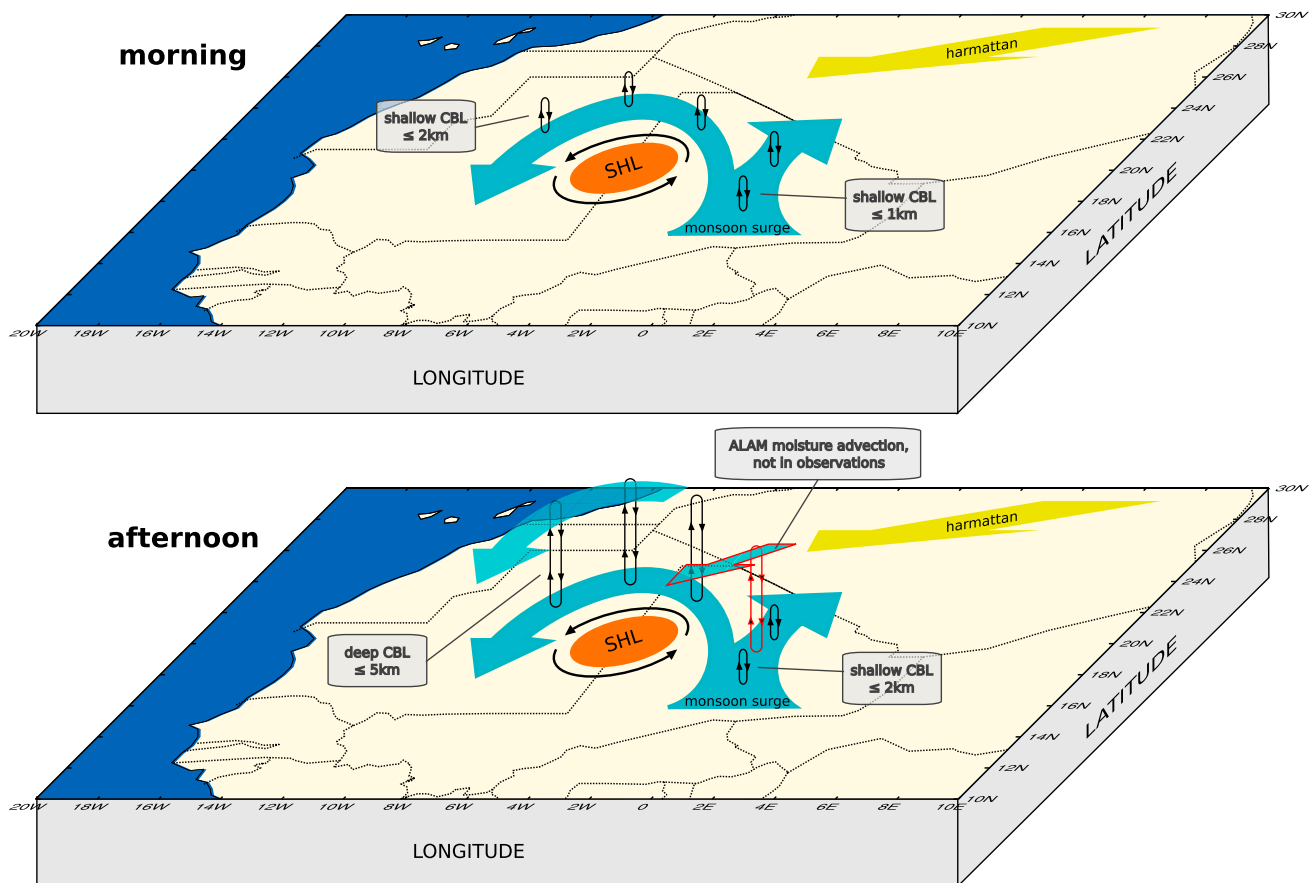 morning
30N
28N
26N
24N
22N
20N
18N
16N
14N
12N
10N
LATITUDE
harmattan
shallow CBL
≤ 2km
SHL
shallow CBL
≤ 1km
monsoon surge
20W 18W 16W 14W 12W 10W 8W 6W 4W 2W 0 2E 4E 6E 8E 10E
LONGITUDE
ALAM moisture advection,
not in observations
afternoon
30N
28N
26N
24N
22N
20N
18N
16N
14N
12N
10N
LATITUDE
harmattan
SHL
deep CBL
≤ 5km
shallow CBL
≤ 2km
monsoon surge
20W 18W 16W 14W 12W 10W 8W 6W 4W 2W 0 2E 4E 6E 8E 10E
LONGITUDE